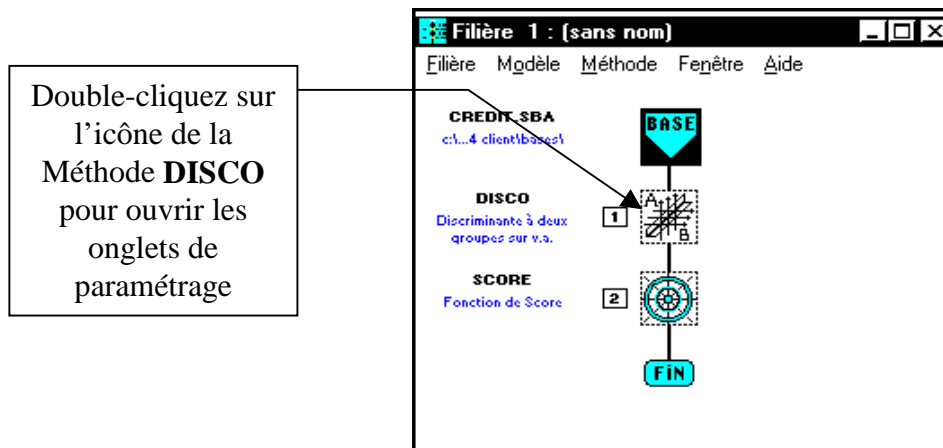 Double-cliquez sur
l’icône de la
Méthode DISCO
pour ouvrir les
onglets de
paramétrage
Filière 1 : (sans nom)
Filière Modèle Méthode Fenêtre Aide
CREDIT.SBA
c:\...4 client\bases\
BASE
DISCO
Discriminante à deux
groupes sur v.a.
1
A
B
SCORE
Fonction de Score
2
FIN